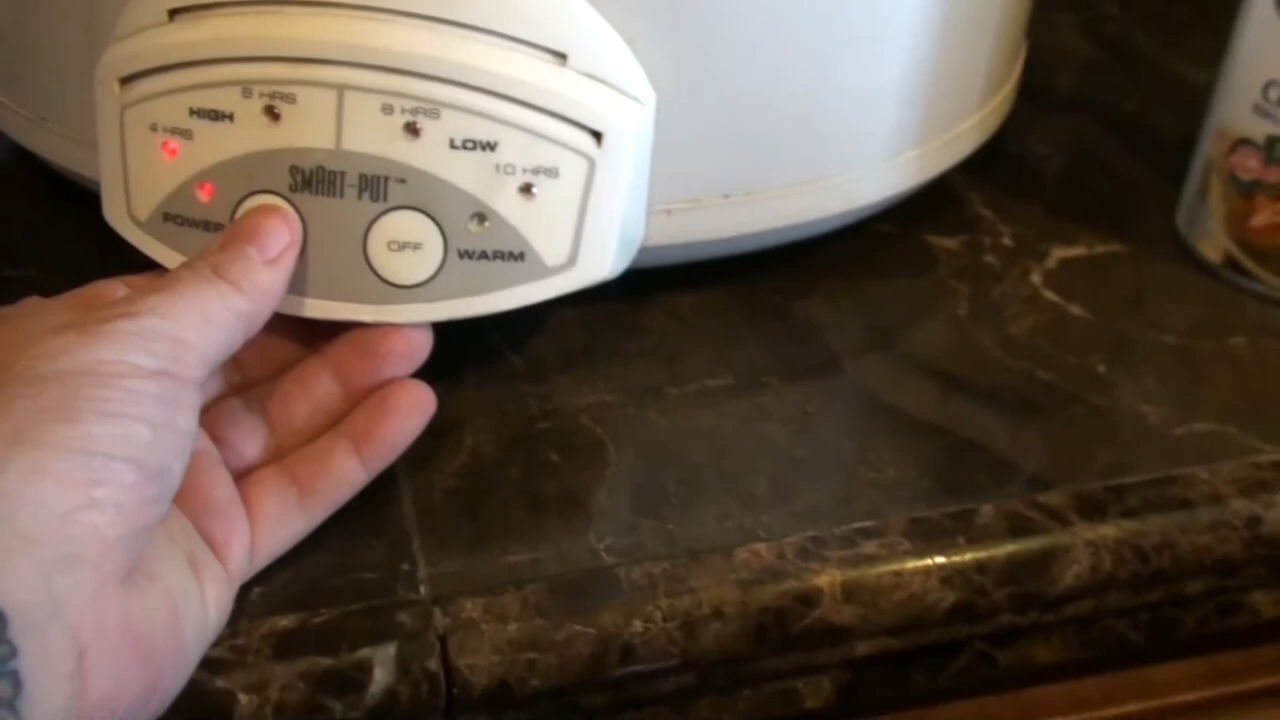 HIGH
6 HRS
8 HRS
4 HRS
LOW
10 HRS
SMART-POT™
POWER
OFF
WARM